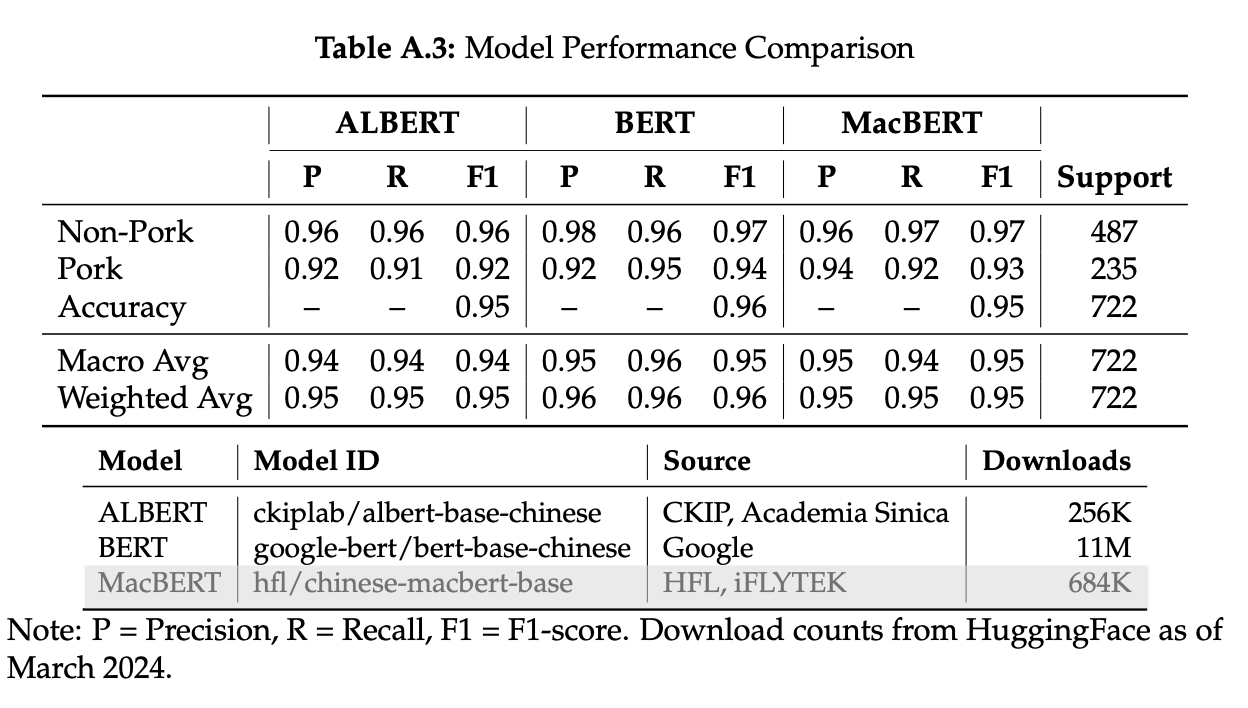 Table A.3: Model Performance Comparison
ALBERT BERT MacBERT
P R F1 P R F1 P R F1 Support
Non-Pork 0.96 0.96 0.96 0.98 0.96 0.97 0.96 0.97 0.97 487
Pork 0.92 0.91 0.92 0.92 0.95 0.94 0.94 0.92 0.93 235
Accuracy – – 0.95 – – 0.96 – – 0.95 722
Macro Avg 0.94 0.94 0.94 0.95 0.96 0.95 0.95 0.94 0.95 722
Weighted Avg 0.95 0.95 0.95 0.96 0.96 0.96 0.95 0.95 0.95 722
Model Model ID Source Downloads
ALBERT ckiplab/albert-base-chinese CKIP, Academia Sinica 256K
BERT google-bert/bert-base-chinese Google 11M
MacBERT hfl/chinese-macbert-base HFL, iFLYTEK 684K
Note: P = Precision, R = Recall, F1 = F1-score. Download counts from HuggingFace as of
March 2024.